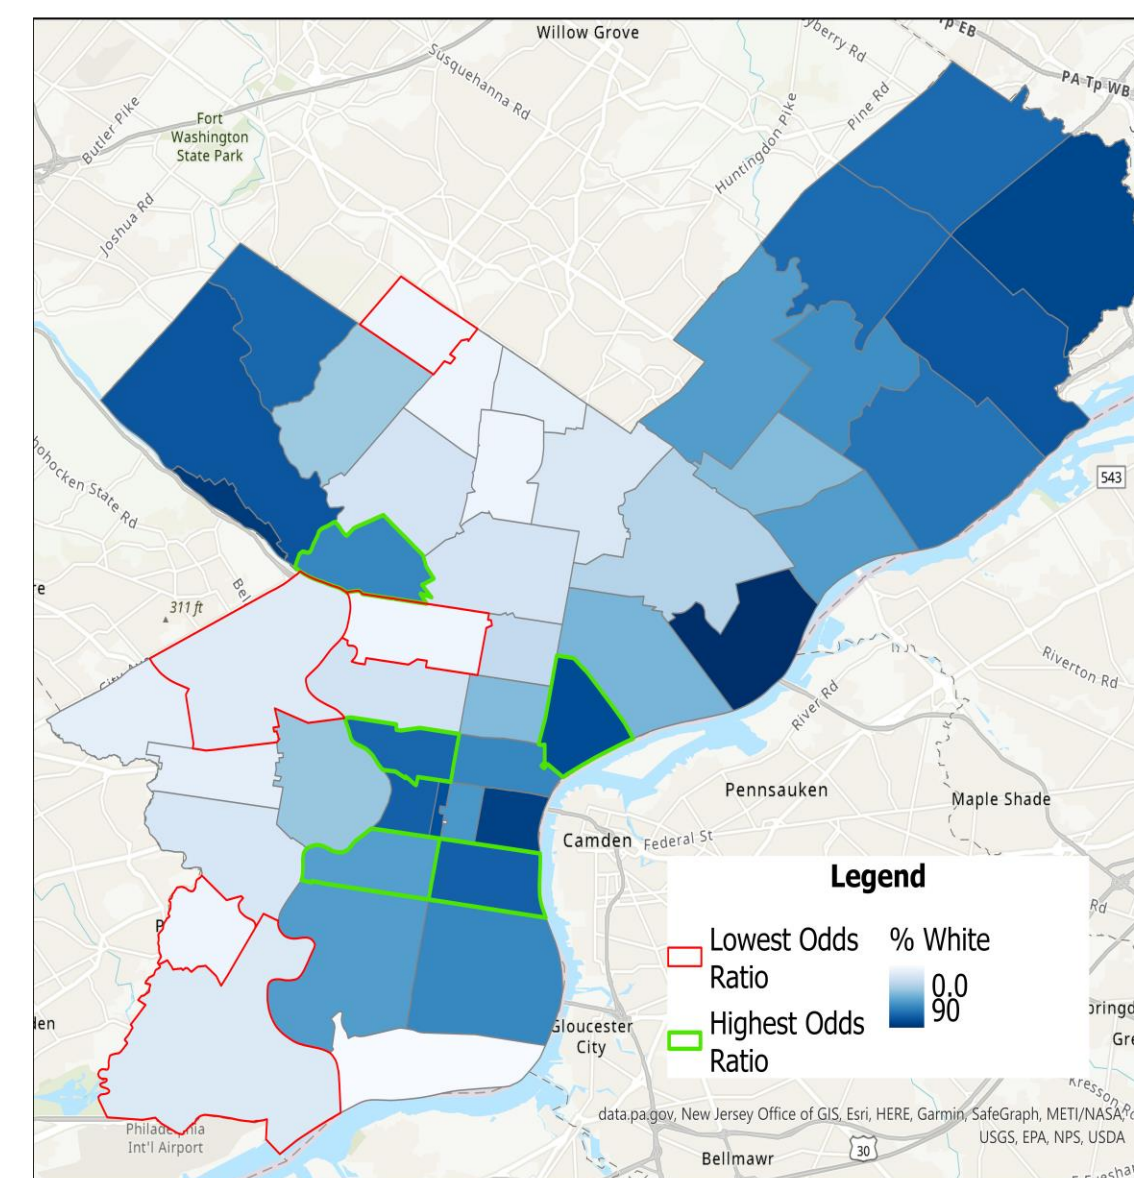 Willow Grove
Tp EB
PA Tp WB
Susquehanna Rd
Pine Rd
Huntingdon Pike
Butler Pike
Fort
Washington
State Park
Joshua Rd
543
311 ft
Riverton Rd
River Rd
Pennsauken
Maple Shade
Camden
Federal St
Legend
Lowest Odds
Ratio
% White
0.0
90
Highest Odds
Ratio
Gloucester
City
data.pa.gov, New Jersey Office of GIS, Esri, HERE, Garmin, SafeGraph, METI/NASA,
USGS, EPA, NPS, USDA
Philadelphia
Int'l Airport
Bellmawr
30